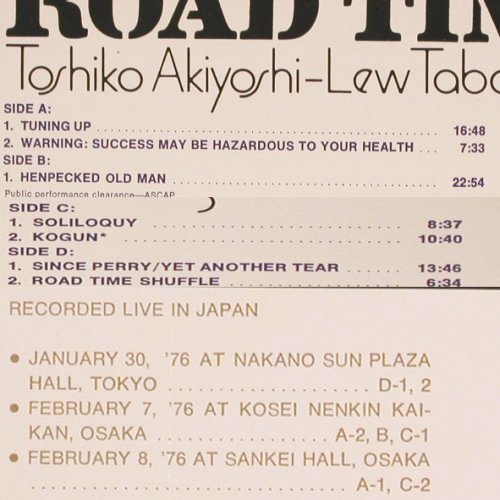 ROAD TIM
Toshiko Akiyoshi–Lew Taba
SIDE A:
1. TUNING UP ........................................ 16:48
2. WARNING: SUCCESS MAY BE HAZARDOUS TO YOUR HEALTH ... 7:33
SIDE B:
1. HENPECKED OLD MAN ............................. 22:54
Public performance clearance—ASCAP
SIDE C:
1. SOLILOQUY .............................. 8:37
2. KOGUN* ................................ 10:40
SIDE D:
1. SINCE PERRY/YET ANOTHER TEAR ........ 13:46
2. ROAD TIME SHUFFLE ..................... 6:34
RECORDED LIVE IN JAPAN
● JANUARY 30, '76 AT NAKANO SUN PLAZA
HALL, TOKYO .................... D-1, 2
● FEBRUARY 7, '76 AT KOSEI NENKIN KAI-
KAN, OSAKA ................ A-2, B, C-1
● FEBRUARY 8, '76 AT SANKEI HALL, OSAKA
............................... A-1, C-2